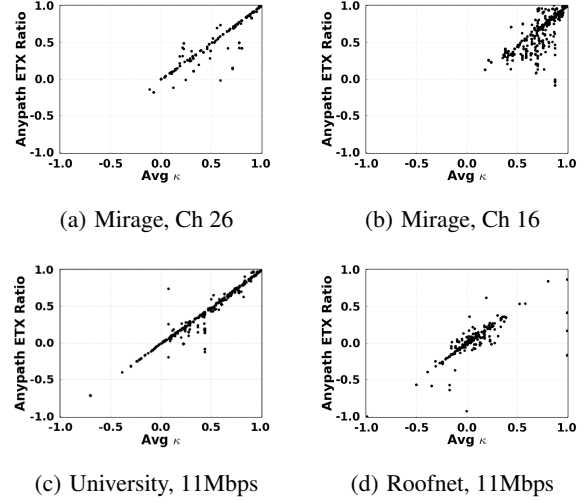 Anypath ETX Ratio
1.0
0.5
0.0
-0.5
-1.0
-1.0 -0.5 0.0 0.5 1.0
Avg κ
(a) Mirage, Ch 26
Anypath ETX Ratio
1.0
0.5
0.0
-0.5
-1.0
-1.0 -0.5 0.0 0.5 1.0
Avg κ
(b) Mirage, Ch 16
Anypath ETX Ratio
1.0
0.5
0.0
-0.5
-1.0
-1.0 -0.5 0.0 0.5 1.0
Avg κ
(c) University, 11Mbps
Anypath ETX Ratio
1.0
0.5
0.0
-0.5
-1.0
-1.0 -0.5 0.0 0.5 1.0
Avg κ
(d) Roofnet, 11Mbps